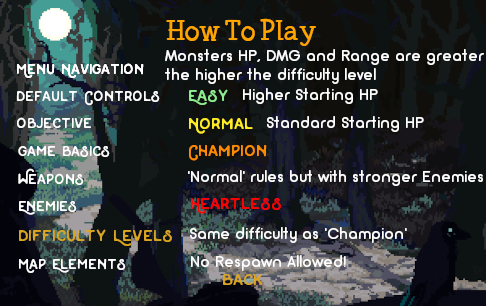 How To Play
Monsters HP, DMG and Range are greater
the higher the difficulty level
Menu Navigation
Default Controls
Objective
Game Basics
Weapons
Enemies
Difficulty Levels
Map Elements
EASY Higher Starting HP
Normal Standard Starting HP
Champion
'Normal' rules but with stronger Enemies
Heartless
Same difficulty as 'Champion'
No Respawn Allowed!
Back